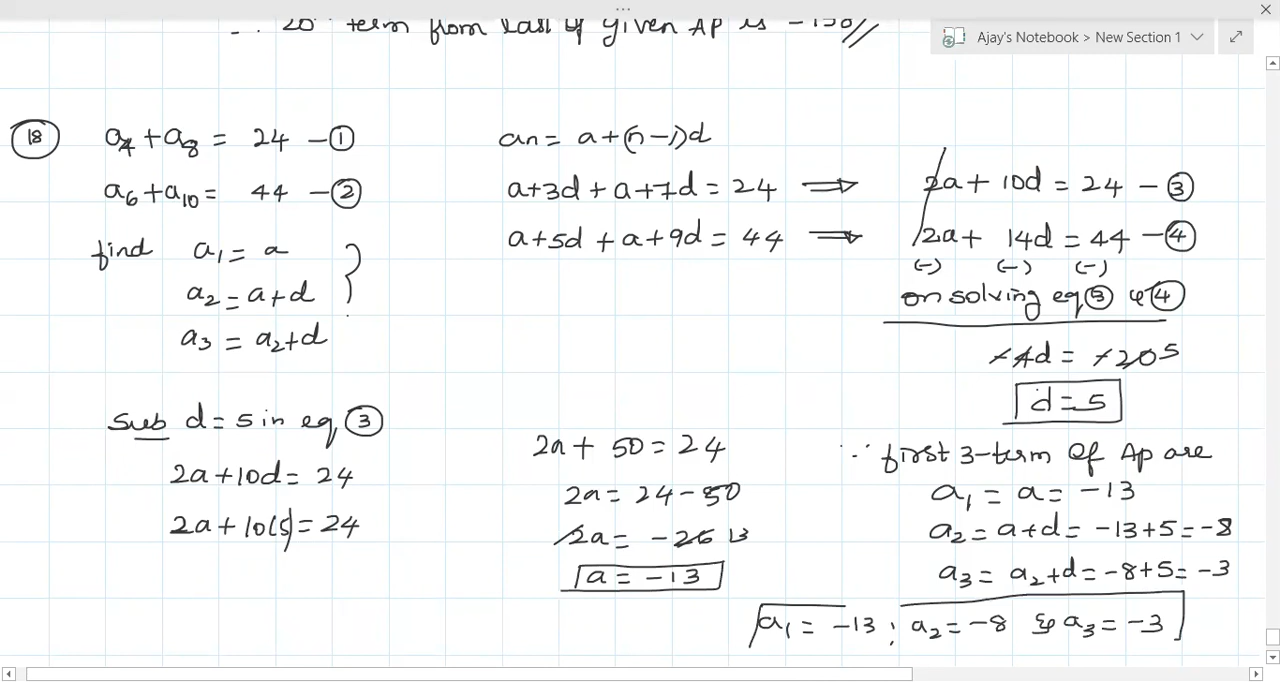 ∴ 20th term from last of given AP is -158//
Ajay's Notebook > New Section 1
18
a4 + a8 = 24 - ①
a6 + a10 = 44 - ②
find a1 = a
a2 = a+d
a3 = a2+d
an = a+(n-1)d
a+3d + a+7d = 24 ⟹ 2a + 10d = 24 - ③
a+5d + a+9d = 44 ⟹ 2a + 14d = 44 - ④
(-) (-) (-)
on solving eq ③ & ④
-4d = -20 5
d = 5
Sub d = 5 in eq ③
2a + 10d = 24
2a + 10(5) = 24
2a + 50 = 24
2a = 24 - 50
2a = -26 13
a = -13
∵ first 3-term of Ap are
a1 = a = -13
a2 = a+d = -13+5 = -8
a3 = a2+d = -8+5 = -3
a1 = -13 ; a2 = -8 & a3 = -3